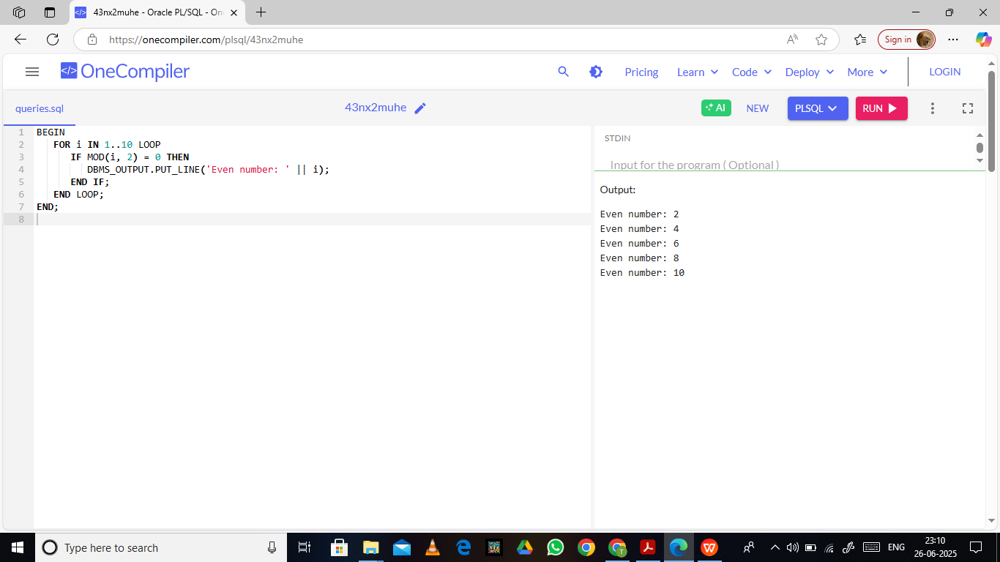 43nx2muhe - Oracle PL/SQL - On
https://onecompiler.com/plsql/43nx2muhe
Sign in
</> OneCompiler
Pricing
Learn
Code
Deploy
More
LOGIN
queries.sql
43nx2muhe
AI
NEW
PLSQL
RUN
1 BEGIN
2 FOR i IN 1..10 LOOP
3 IF MOD(i, 2) = 0 THEN
4 DBMS_OUTPUT.PUT_LINE('Even number: ' || i);
5 END IF;
6 END LOOP;
7 END;
8
STDIN
Input for the program ( Optional )
Output:
Even number: 2
Even number: 4
Even number: 6
Even number: 8
Even number: 10
Type here to search
ENG
23:10
26-06-2025